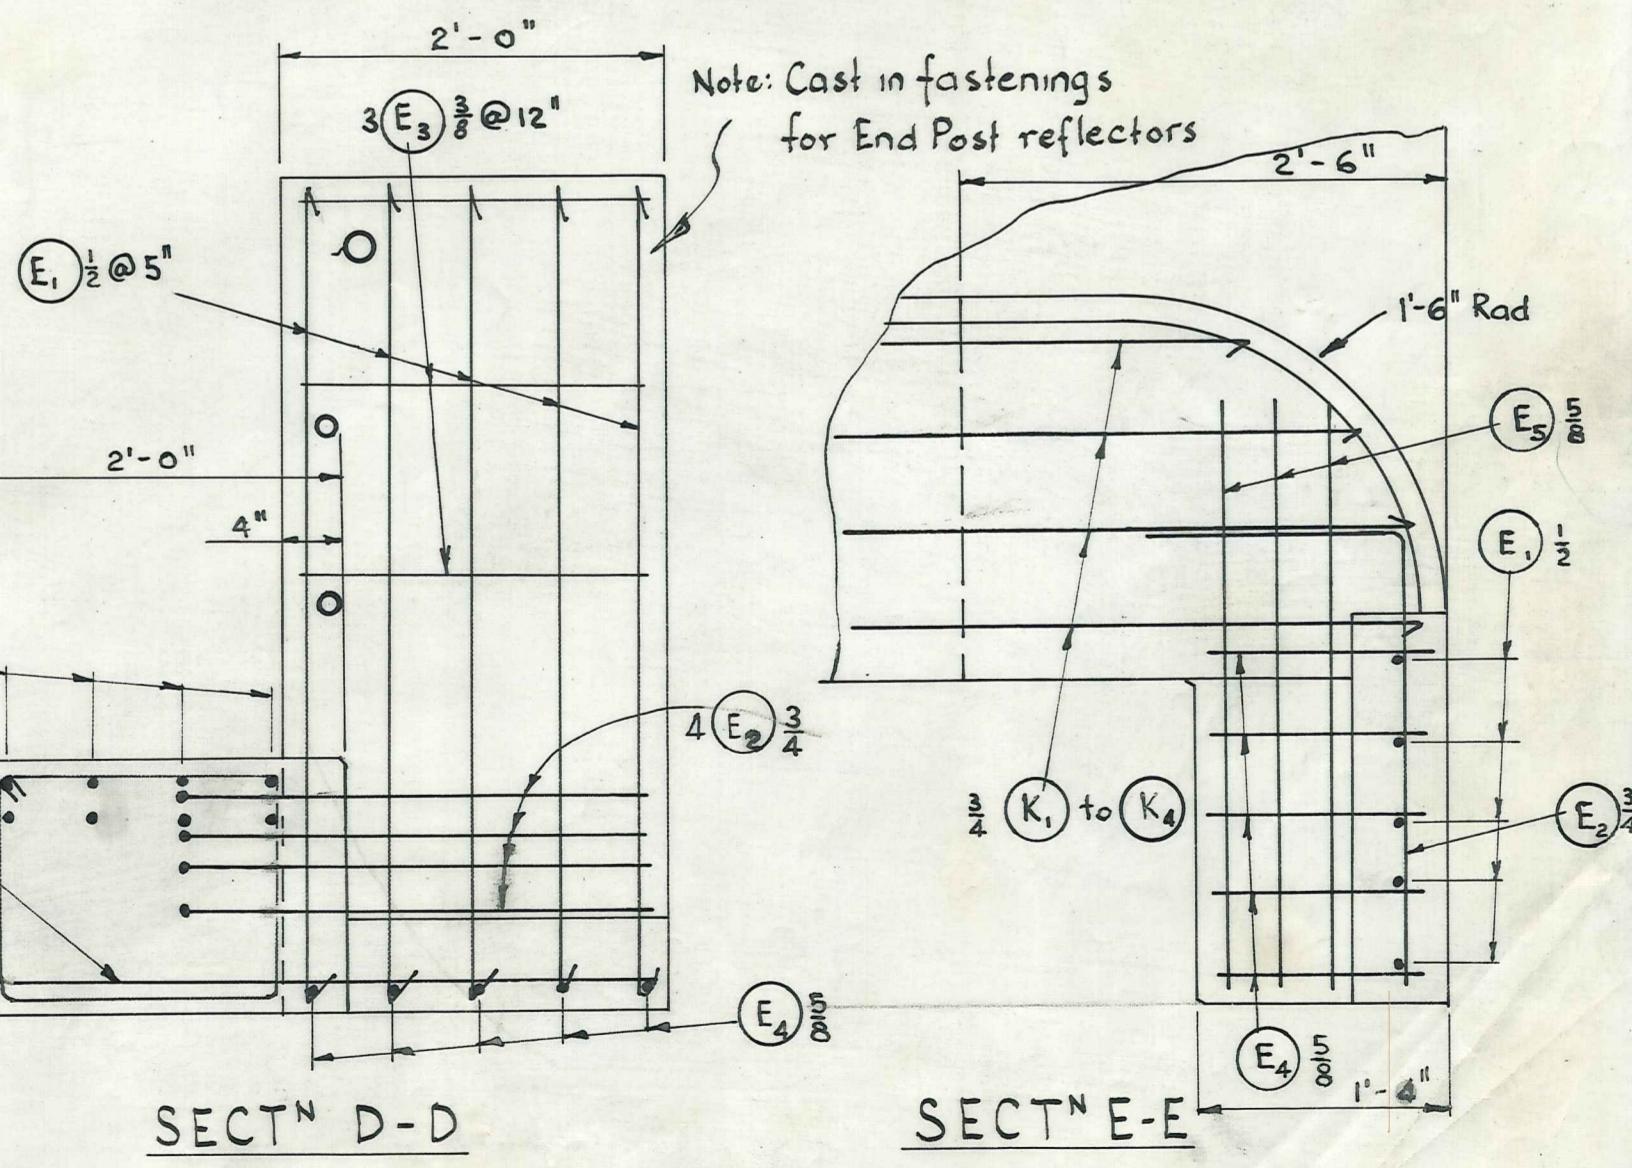 2'-0"
3 E3 3/8 @ 12"
Note: Cast in fastenings
for End Post reflectors
2'-6"
E1 1/2 @ 5"
1'-6" Rad
E5 5/8
2'-0"
4"
E1 1/2
4 E2 3/4
3/4 K1 to K4
E2 3/4
E4 5/8
E4 5/8
1'-4"
SECTᴺ D-D
SECTᴺ E-E